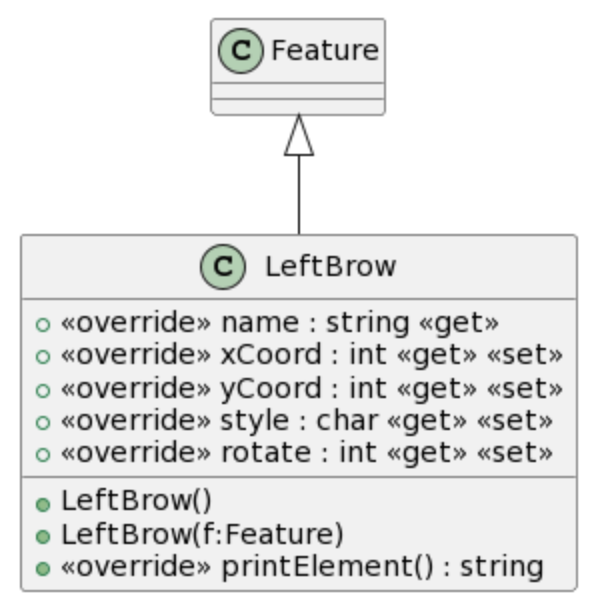 C Feature
C LeftBrow
«override» name : string «get»
«override» xCoord : int «get» «set»
«override» yCoord : int «get» «set»
«override» style : char «get» «set»
«override» rotate : int «get» «set»
LeftBrow()
LeftBrow(f:Feature)
«override» printElement() : string